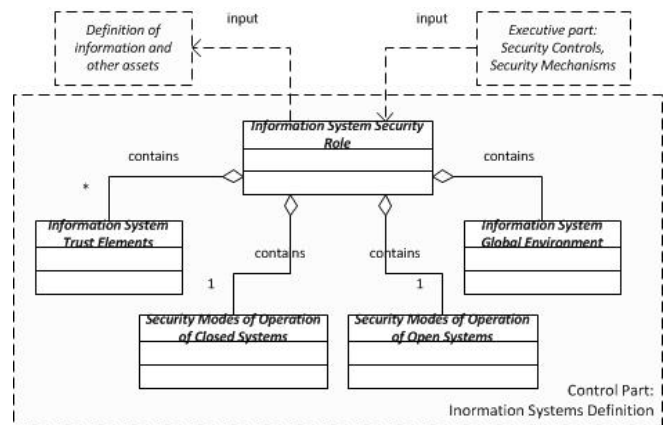 Definition of
information and
other assets
input
input
Executive part:
Security Controls,
Security Mechanisms
Information System Security
Role
contains
contains
*
Information System
Trust Elements
Information System
Global Environment
contains
contains
1
1
Security Modes of Operation
of Closed Systems
Security Modes of Operation
of Open Systems
Control Part:
Inormation Systems Definition